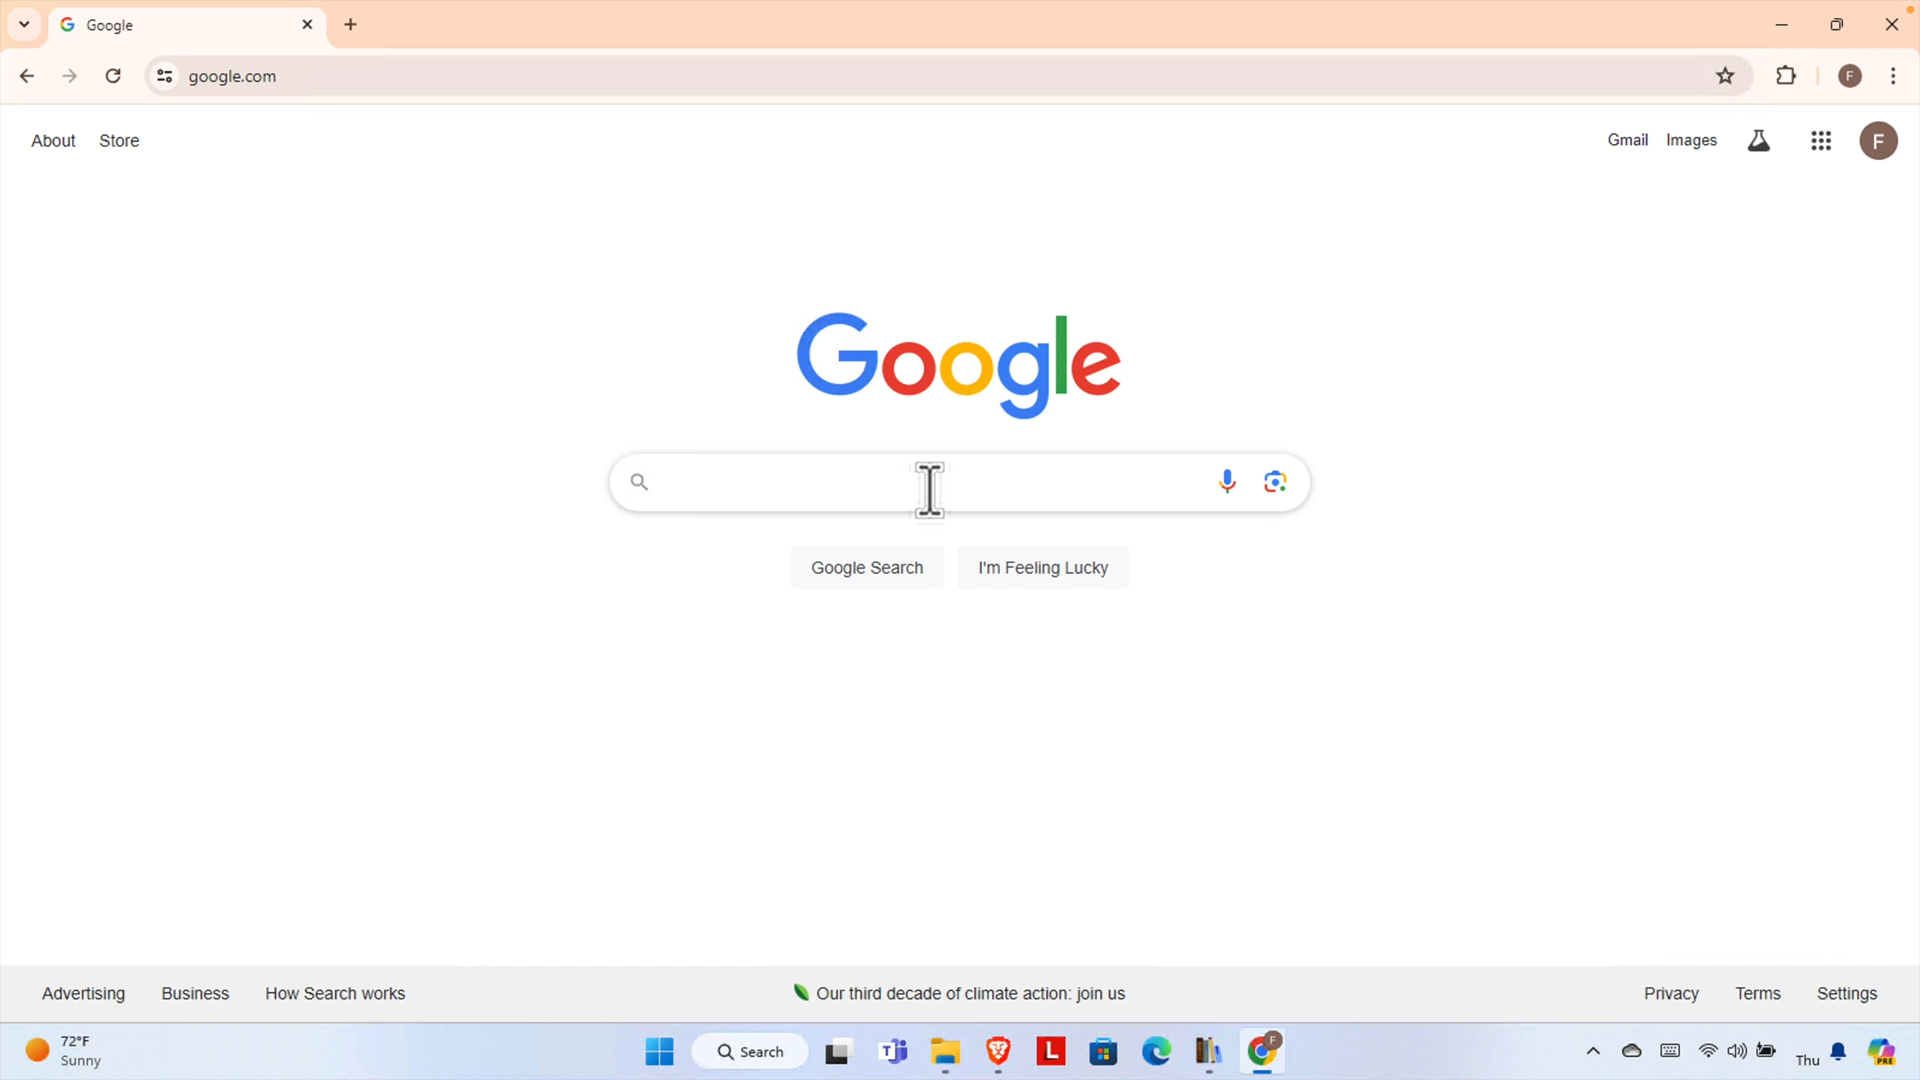 Google
google.com
F
About Store
Gmail Images
F
Google
Google Search I'm Feeling Lucky
Advertising Business How Search works
Our third decade of climate action: join us
Privacy Terms Settings
72°F
Sunny
Search
L
F
Thu
PRE